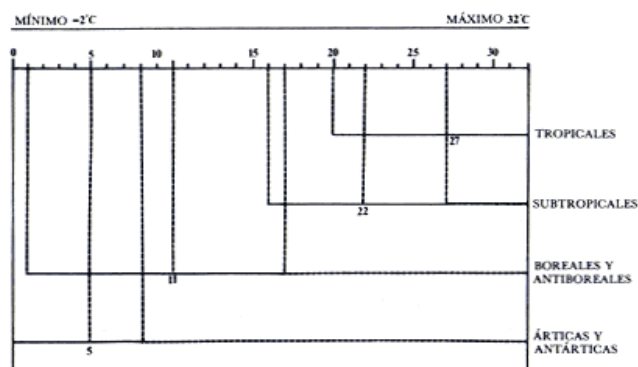 MÍNIMO -2°C MÁXIMO 32°C
0 5 10 15 20 25 30
TROPICALES
27
SUBTROPICALES
22
BOREALES Y
ANTIBOREALES
11
ÁRTICAS Y
ANTÁRTICAS
5